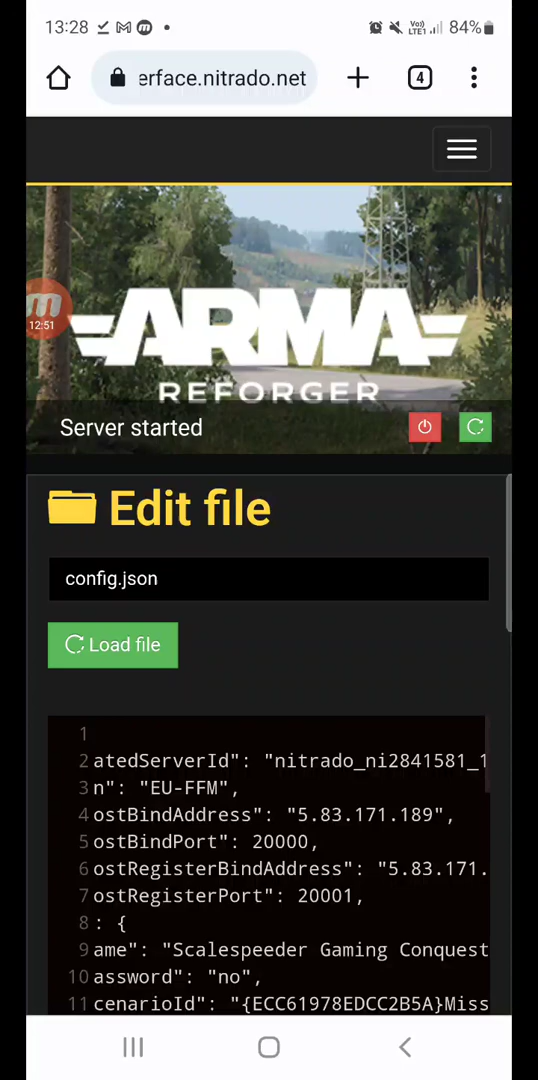 13:28
Vo))
LTE1
84%
erface.nitrado.net
4
12:51
ARMA
REFORGER
Server started
Edit file
config.json
Load file
1
2 atedServerId": "nitrado_ni2841581_1
3 n": "EU-FFM",
4 ostBindAddress": "5.83.171.189",
5 ostBindPort": 20000,
6 ostRegisterBindAddress": "5.83.171.
7 ostRegisterPort": 20001,
8 : {
9 ame": "Scalespeeder Gaming Conquest
10 assword": "no",
11 cenarioId": "{ECC61978EDCC2B5A}Miss